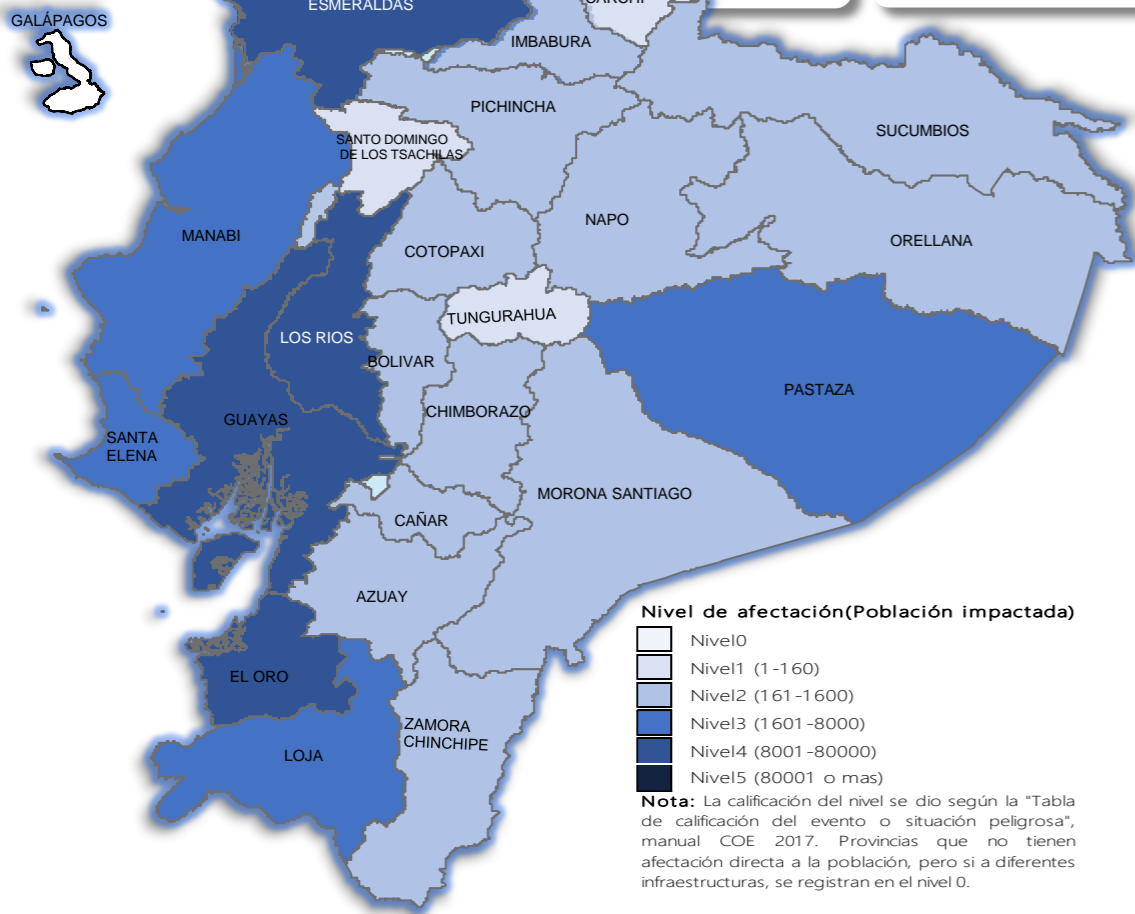 ESMERALDAS
GALÁPAGOS
CARCHI
IMBABURA
PICHINCHA
SUCUMBIOS
SANTO DOMINGO
DE LOS TSACHILAS
NAPO
MANABI
ORELLANA
COTOPAXI
TUNGURAHUA
LOS RIOS
BOLIVAR
PASTAZA
CHIMBORAZO
GUAYAS
SANTA
ELENA
MORONA SANTIAGO
CAÑAR
AZUAY
EL ORO
ZAMORA
CHINCHIPE
LOJA
Nivel de afectación(Población impactada)
Nivel0
Nivel1 (1-160)
Nivel2 (161-1600)
Nivel3 (1601-8000)
Nivel4 (8001-80000)
Nivel5 (80001 o mas)
Nota: La calificación del nivel se dio según la "Tabla
de calificación del evento o situación peligrosa",
manual COE 2017. Provincias que no tienen
afectación directa a la población, pero si a diferentes
infraestructuras, se registran en el nivel 0.